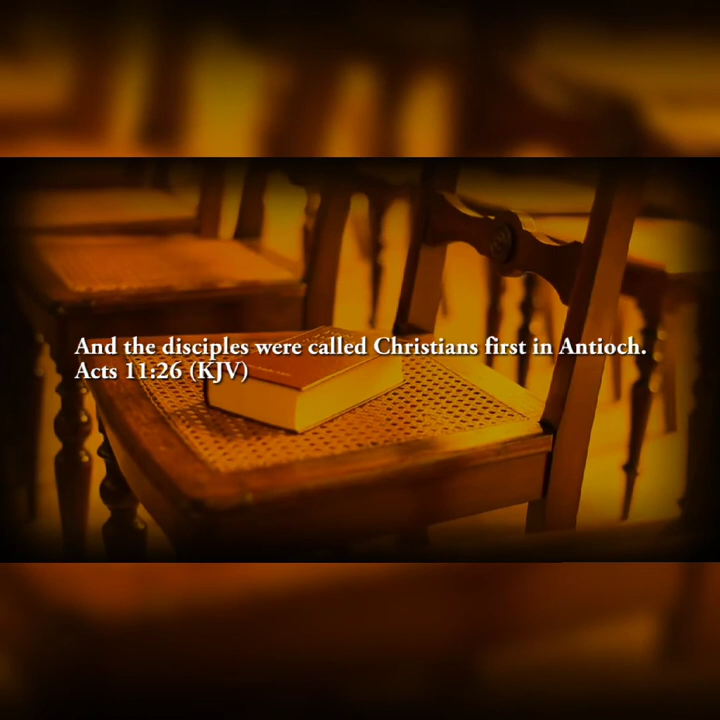 And the disciples were called Christians first in Antioch.
Acts 11:26 (KJV)